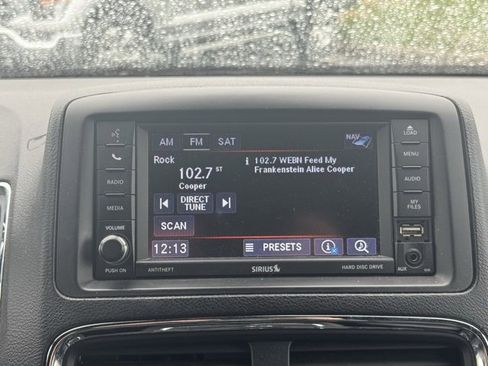 AM FM SAT NAV
Rock
102.7 ST
Cooper
i 102.7 WEBN Feed My
Frankenstein Alice Cooper
DIRECT
TUNE
SCAN
12:13
PRESETS
i
RADIO
MEDIA
VOLUME
PUSH ON
LOAD
MENU
AUDIO
MY
FILES
AUX
ANTITHEFT
SIRIUS
HARD DISC DRIVE